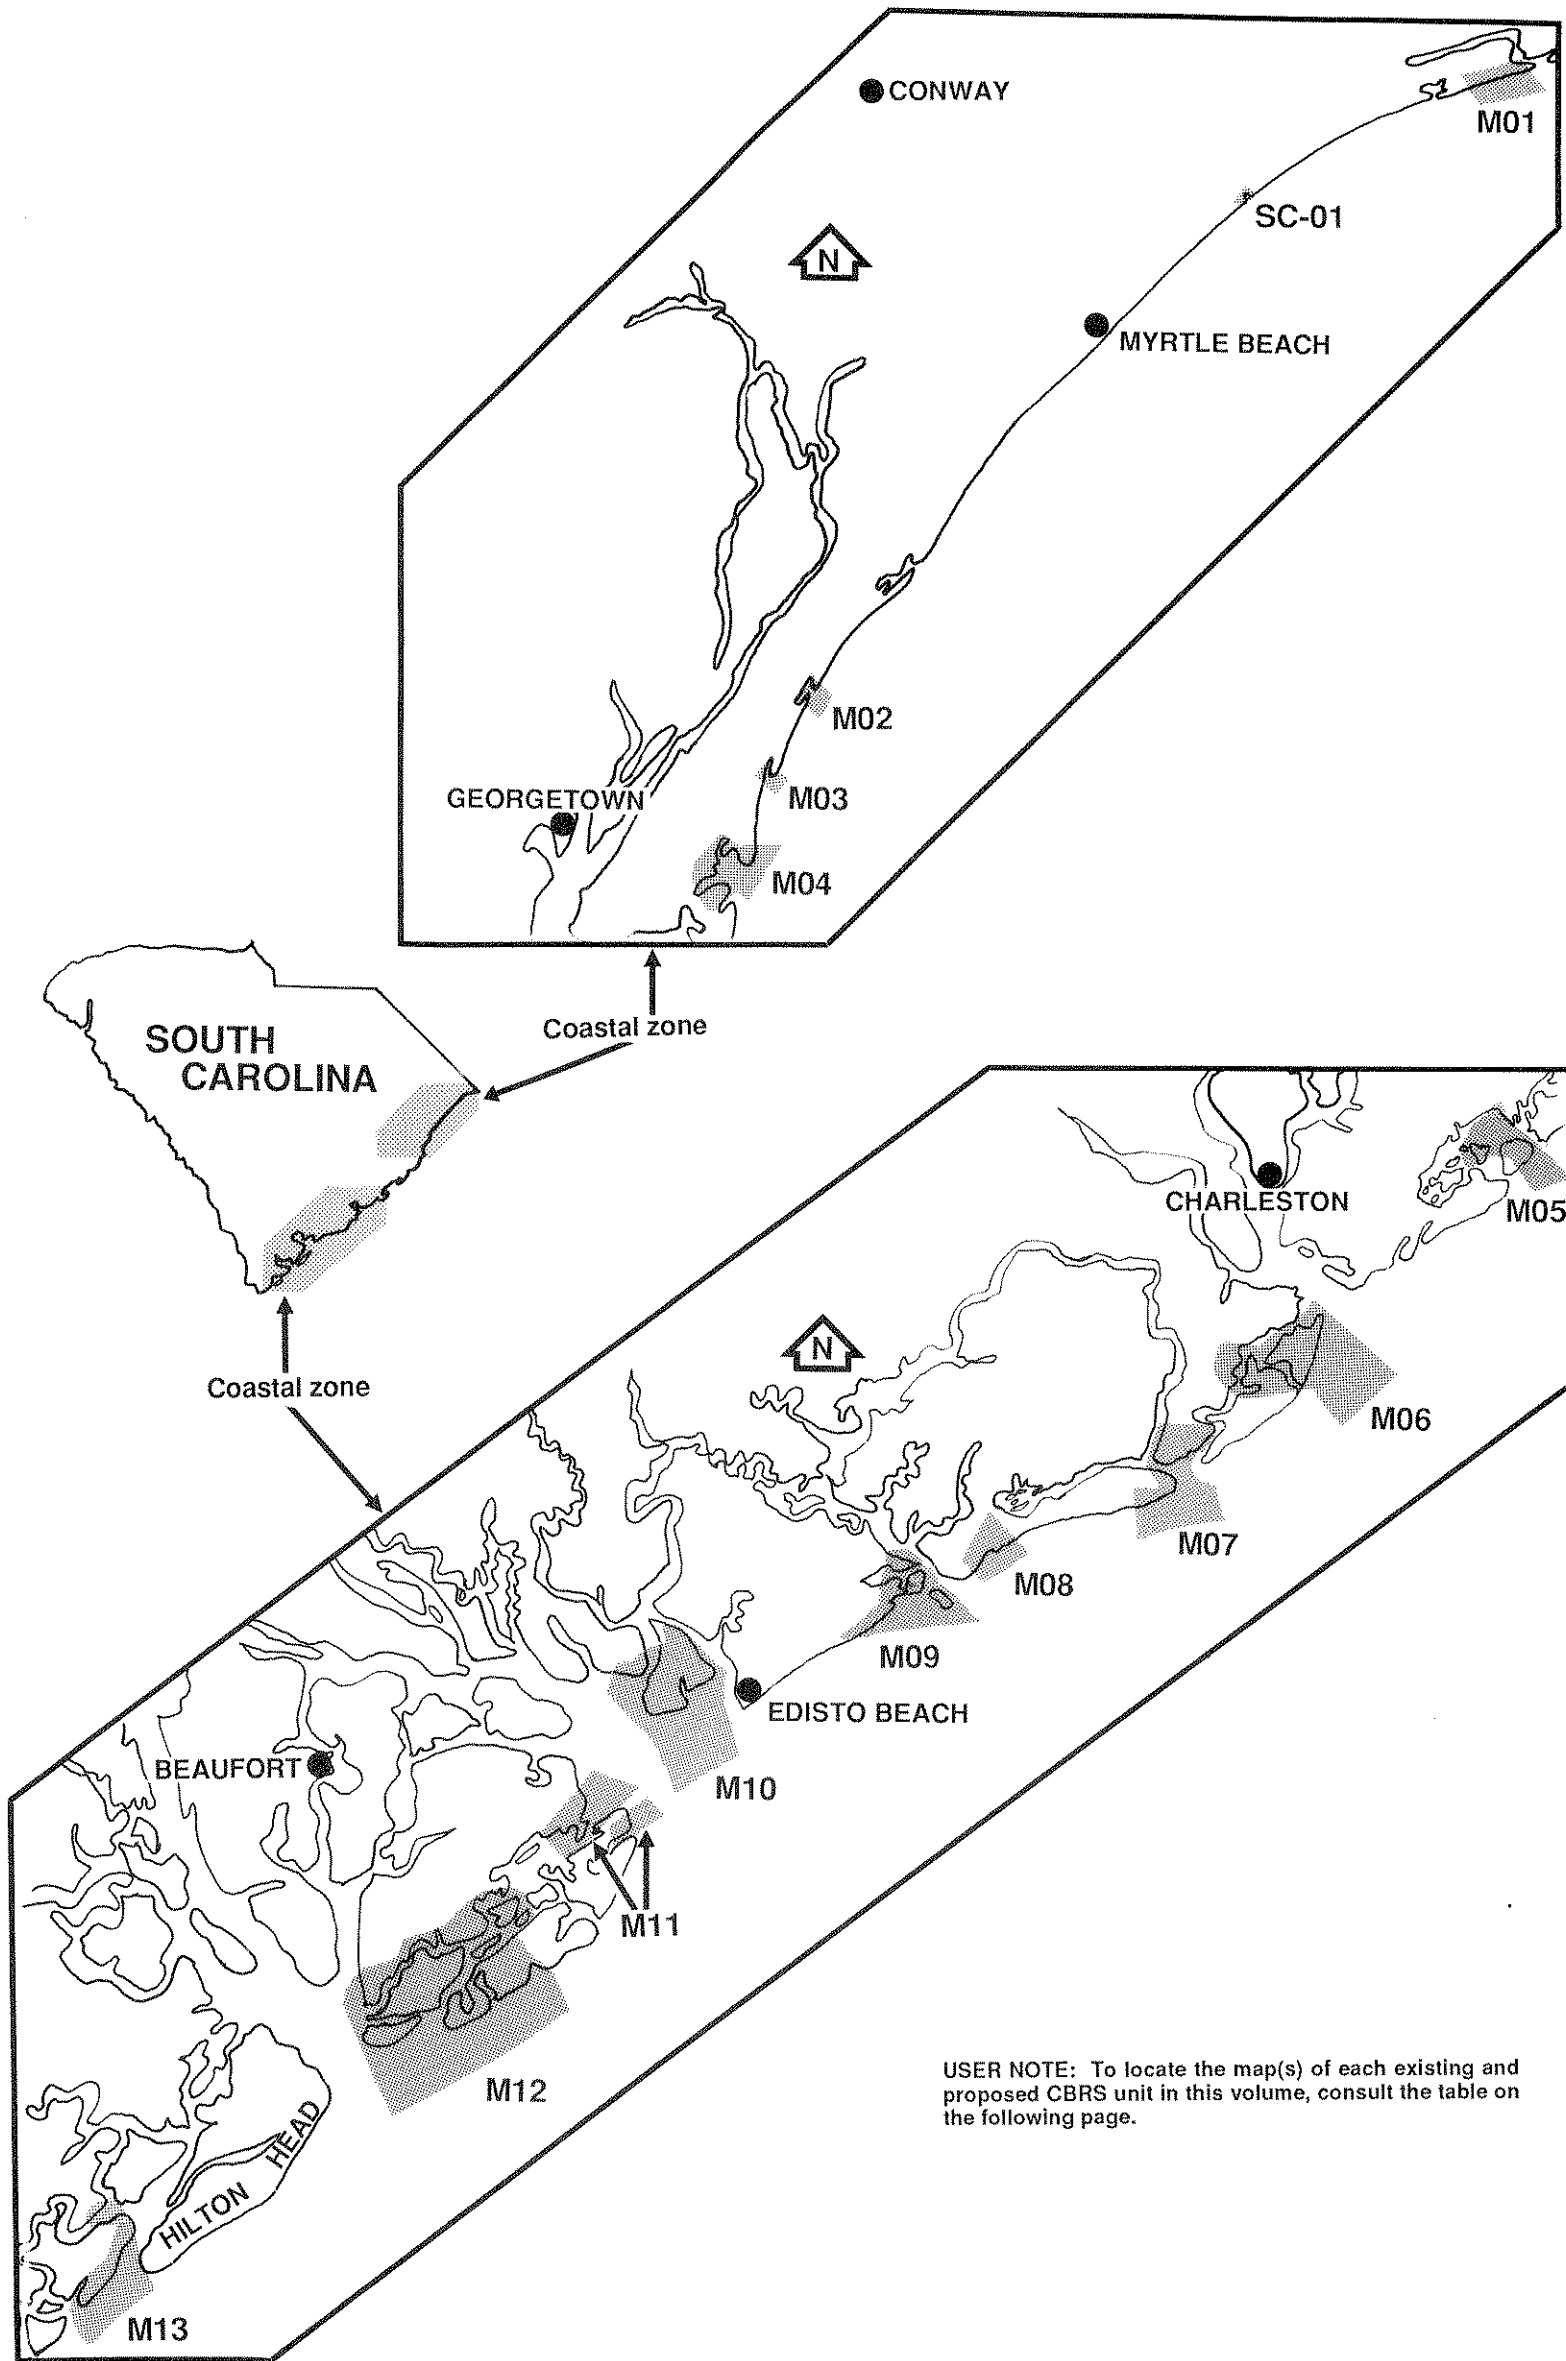 CONWAY
M01
SC-01
N
MYRTLE BEACH
M02
GEORGETOWN
M03
M04
Coastal zone
SOUTH
CAROLINA
CHARLESTON
M05
N
Coastal zone
M06
M07
M08
M09
EDISTO BEACH
BEAUFORT
M10
M11
M12
HILTON HEAD
M13
USER NOTE: To locate the map(s) of each existing and
proposed CBRS unit in this volume, consult the table on
the following page.